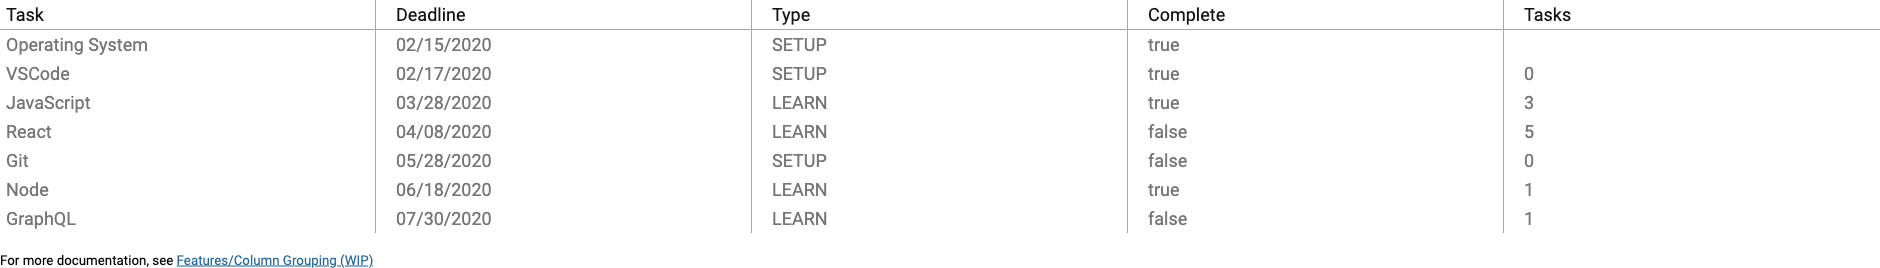 Task Deadline Type Complete Tasks
Operating System 02/15/2020 SETUP true
VSCode 02/17/2020 SETUP true 0
JavaScript 03/28/2020 LEARN true 3
React 04/08/2020 LEARN false 5
Git 05/28/2020 SETUP false 0
Node 06/18/2020 LEARN true 1
GraphQL 07/30/2020 LEARN false 1
For more documentation, see Features/Column Grouping (WIP)